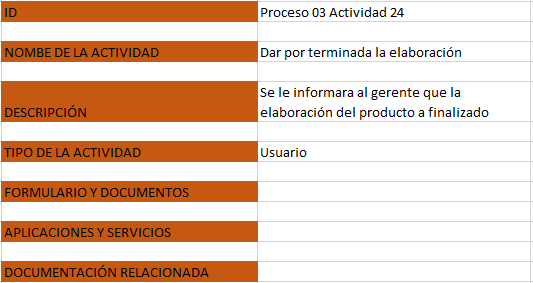 ID Proceso 03 Actividad 24
NOMBE DE LA ACTIVIDAD Dar por terminada la elaboración
DESCRIPCIÓN Se le informara al gerente que la
elaboración del producto a finalizado
TIPO DE LA ACTIVIDAD Usuario
FORMULARIO Y DOCUMENTOS
APLICACIONES Y SERVICIOS
DOCUMENTACIÓN RELACIONADA